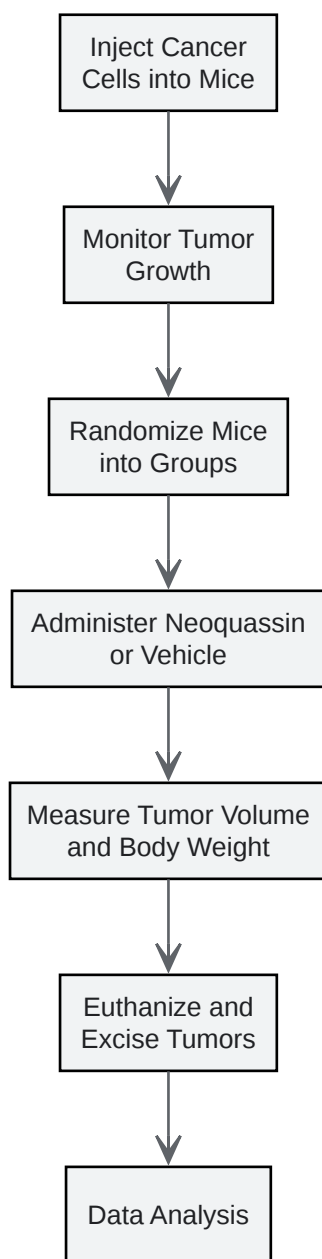 Inject Cancer
Cells into Mice
Monitor Tumor
Growth
Randomize Mice
into Groups
Administer Neoquassin
or Vehicle
Measure Tumor Volume
and Body Weight
Euthanize and
Excise Tumors
Data Analysis